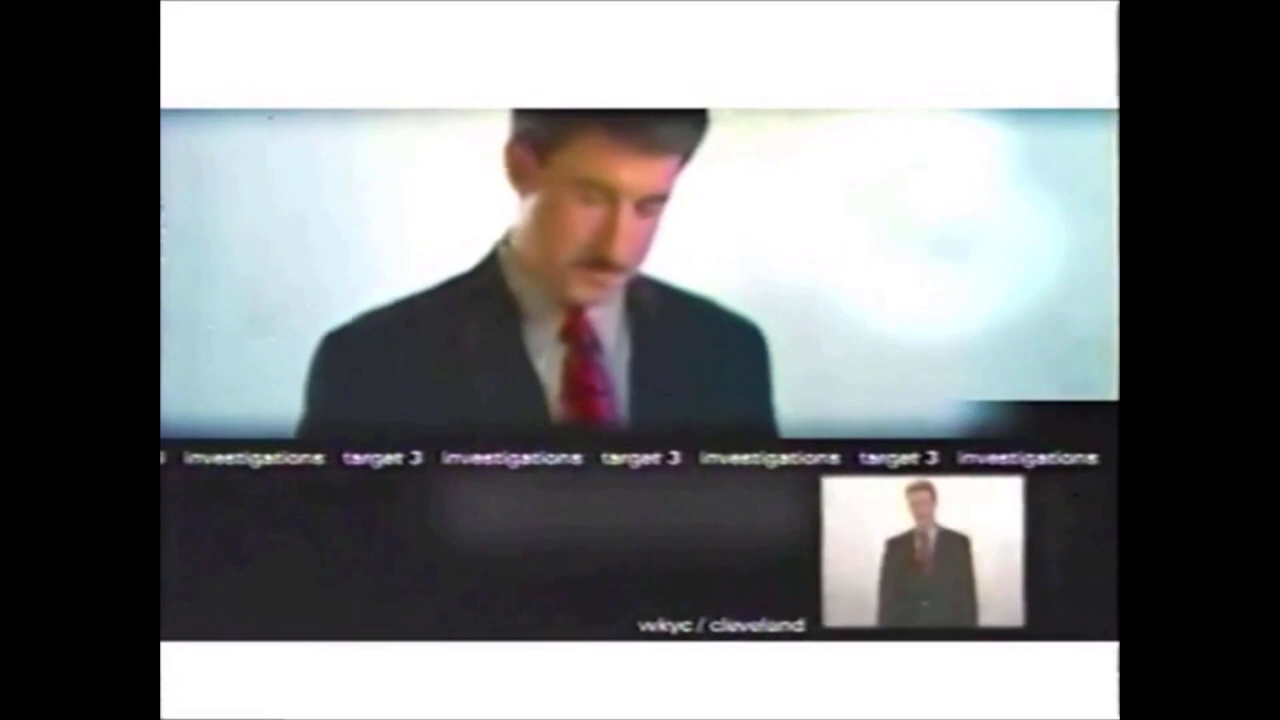 investigations target 3 investigations target 3 investigations target 3 investigations
wkyc / cleveland